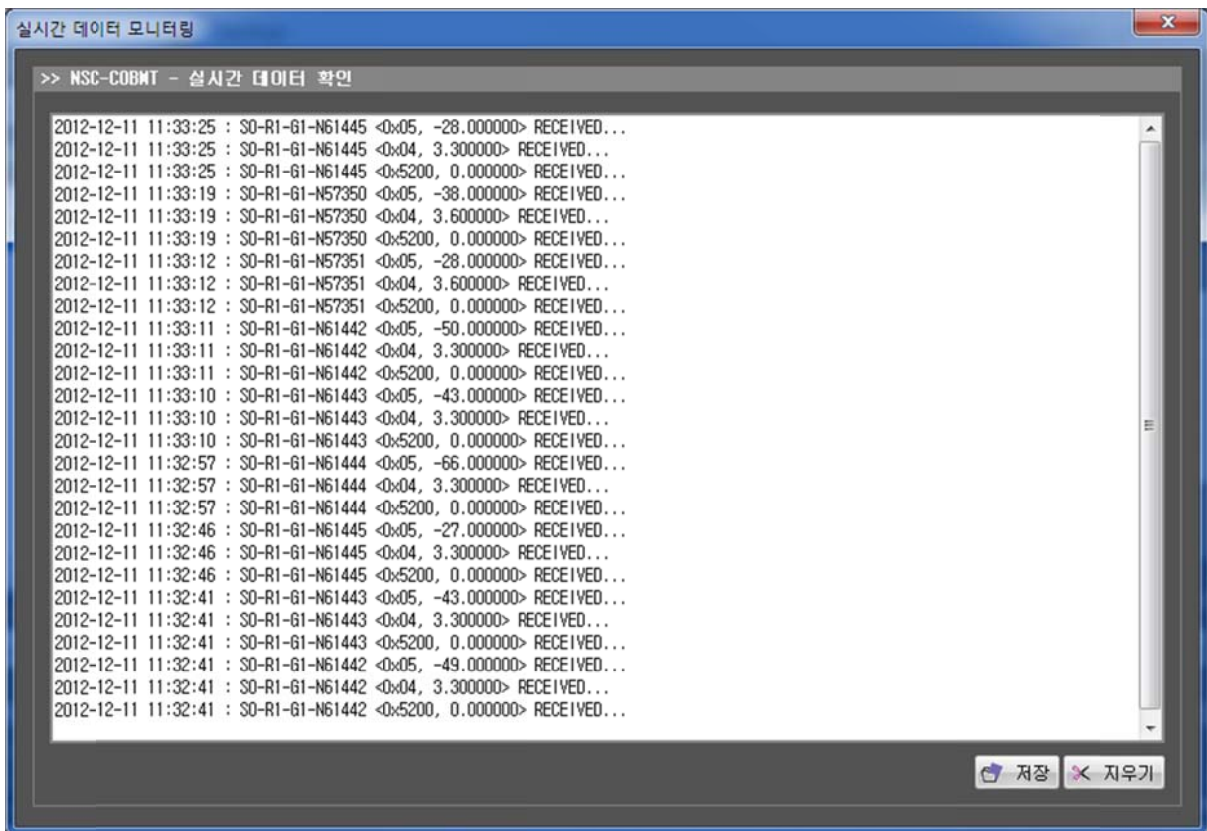 실시간 데이터 모니터링
>> NSC-COBMT - 실시간 데이터 확인
2012-12-11 11:33:25 : S0-R1-G1-N61445 <0x05, -28.000000> RECEIVED...
2012-12-11 11:33:25 : S0-R1-G1-N61445 <0x04, 3.300000> RECEIVED...
2012-12-11 11:33:25 : S0-R1-G1-N61445 <0x5200, 0.000000> RECEIVED...
2012-12-11 11:33:19 : S0-R1-G1-N57350 <0x05, -38.000000> RECEIVED...
2012-12-11 11:33:19 : S0-R1-G1-N57350 <0x04, 3.600000> RECEIVED...
2012-12-11 11:33:19 : S0-R1-G1-N57350 <0x5200, 0.000000> RECEIVED...
2012-12-11 11:33:12 : S0-R1-G1-N57351 <0x05, -28.000000> RECEIVED...
2012-12-11 11:33:12 : S0-R1-G1-N57351 <0x04, 3.600000> RECEIVED...
2012-12-11 11:33:12 : S0-R1-G1-N57351 <0x5200, 0.000000> RECEIVED...
2012-12-11 11:33:11 : S0-R1-G1-N61442 <0x05, -50.000000> RECEIVED...
2012-12-11 11:33:11 : S0-R1-G1-N61442 <0x04, 3.300000> RECEIVED...
2012-12-11 11:33:11 : S0-R1-G1-N61442 <0x5200, 0.000000> RECEIVED...
2012-12-11 11:33:10 : S0-R1-G1-N61443 <0x05, -43.000000> RECEIVED...
2012-12-11 11:33:10 : S0-R1-G1-N61443 <0x04, 3.300000> RECEIVED...
2012-12-11 11:33:10 : S0-R1-G1-N61443 <0x5200, 0.000000> RECEIVED...
2012-12-11 11:32:57 : S0-R1-G1-N61444 <0x05, -66.000000> RECEIVED...
2012-12-11 11:32:57 : S0-R1-G1-N61444 <0x04, 3.300000> RECEIVED...
2012-12-11 11:32:57 : S0-R1-G1-N61444 <0x5200, 0.000000> RECEIVED...
2012-12-11 11:32:46 : S0-R1-G1-N61445 <0x05, -27.000000> RECEIVED...
2012-12-11 11:32:46 : S0-R1-G1-N61445 <0x04, 3.300000> RECEIVED...
2012-12-11 11:32:46 : S0-R1-G1-N61445 <0x5200, 0.000000> RECEIVED...
2012-12-11 11:32:41 : S0-R1-G1-N61443 <0x05, -43.000000> RECEIVED...
2012-12-11 11:32:41 : S0-R1-G1-N61443 <0x04, 3.300000> RECEIVED...
2012-12-11 11:32:41 : S0-R1-G1-N61443 <0x5200, 0.000000> RECEIVED...
2012-12-11 11:32:41 : S0-R1-G1-N61442 <0x05, -49.000000> RECEIVED...
2012-12-11 11:32:41 : S0-R1-G1-N61442 <0x04, 3.300000> RECEIVED...
2012-12-11 11:32:41 : S0-R1-G1-N61442 <0x5200, 0.000000> RECEIVED...
저장 지우기